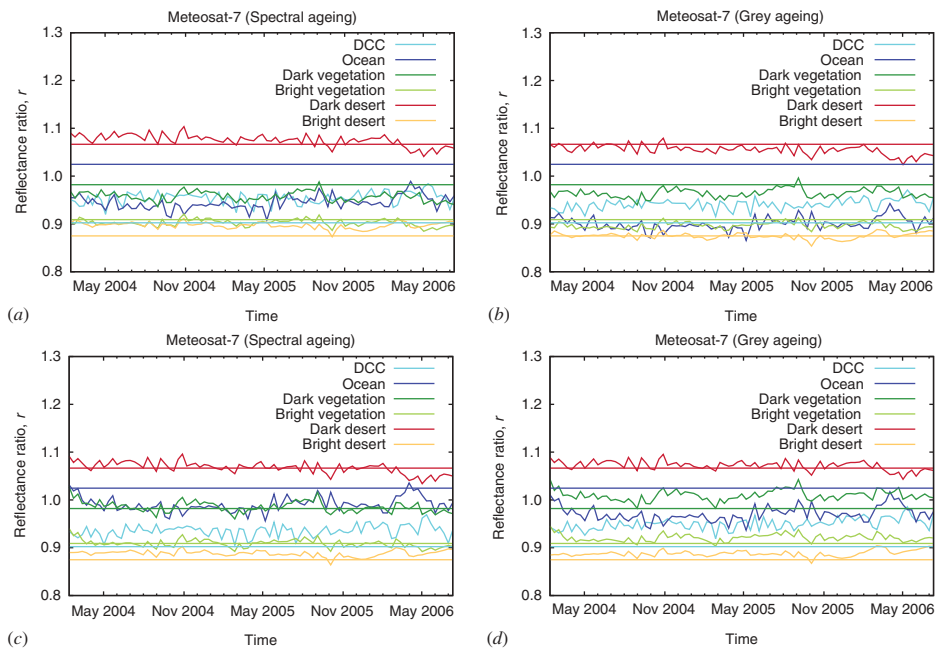 Meteosat-7 (Spectral ageing)
1.3
1.2
1.1
1.0
0.9
0.8
Reflectance ratio, r
DCC
Ocean
Dark vegetation
Bright vegetation
Dark desert
Bright desert
May 2004 Nov 2004 May 2005 Nov 2005 May 2006
(a) Time
Meteosat-7 (Grey ageing)
1.3
1.2
1.1
1.0
0.9
0.8
Reflectance ratio, r
DCC
Ocean
Dark vegetation
Bright vegetation
Dark desert
Bright desert
May 2004 Nov 2004 May 2005 Nov 2005 May 2006
(b) Time
Meteosat-7 (Spectral ageing)
1.3
1.2
1.1
1.0
0.9
0.8
Reflectance ratio, r
DCC
Ocean
Dark vegetation
Bright vegetation
Dark desert
Bright desert
May 2004 Nov 2004 May 2005 Nov 2005 May 2006
(c) Time
Meteosat-7 (Grey ageing)
1.3
1.2
1.1
1.0
0.9
0.8
Reflectance ratio, r
DCC
Ocean
Dark vegetation
Bright vegetation
Dark desert
Bright desert
May 2004 Nov 2004 May 2005 Nov 2005 May 2006
(d) Time